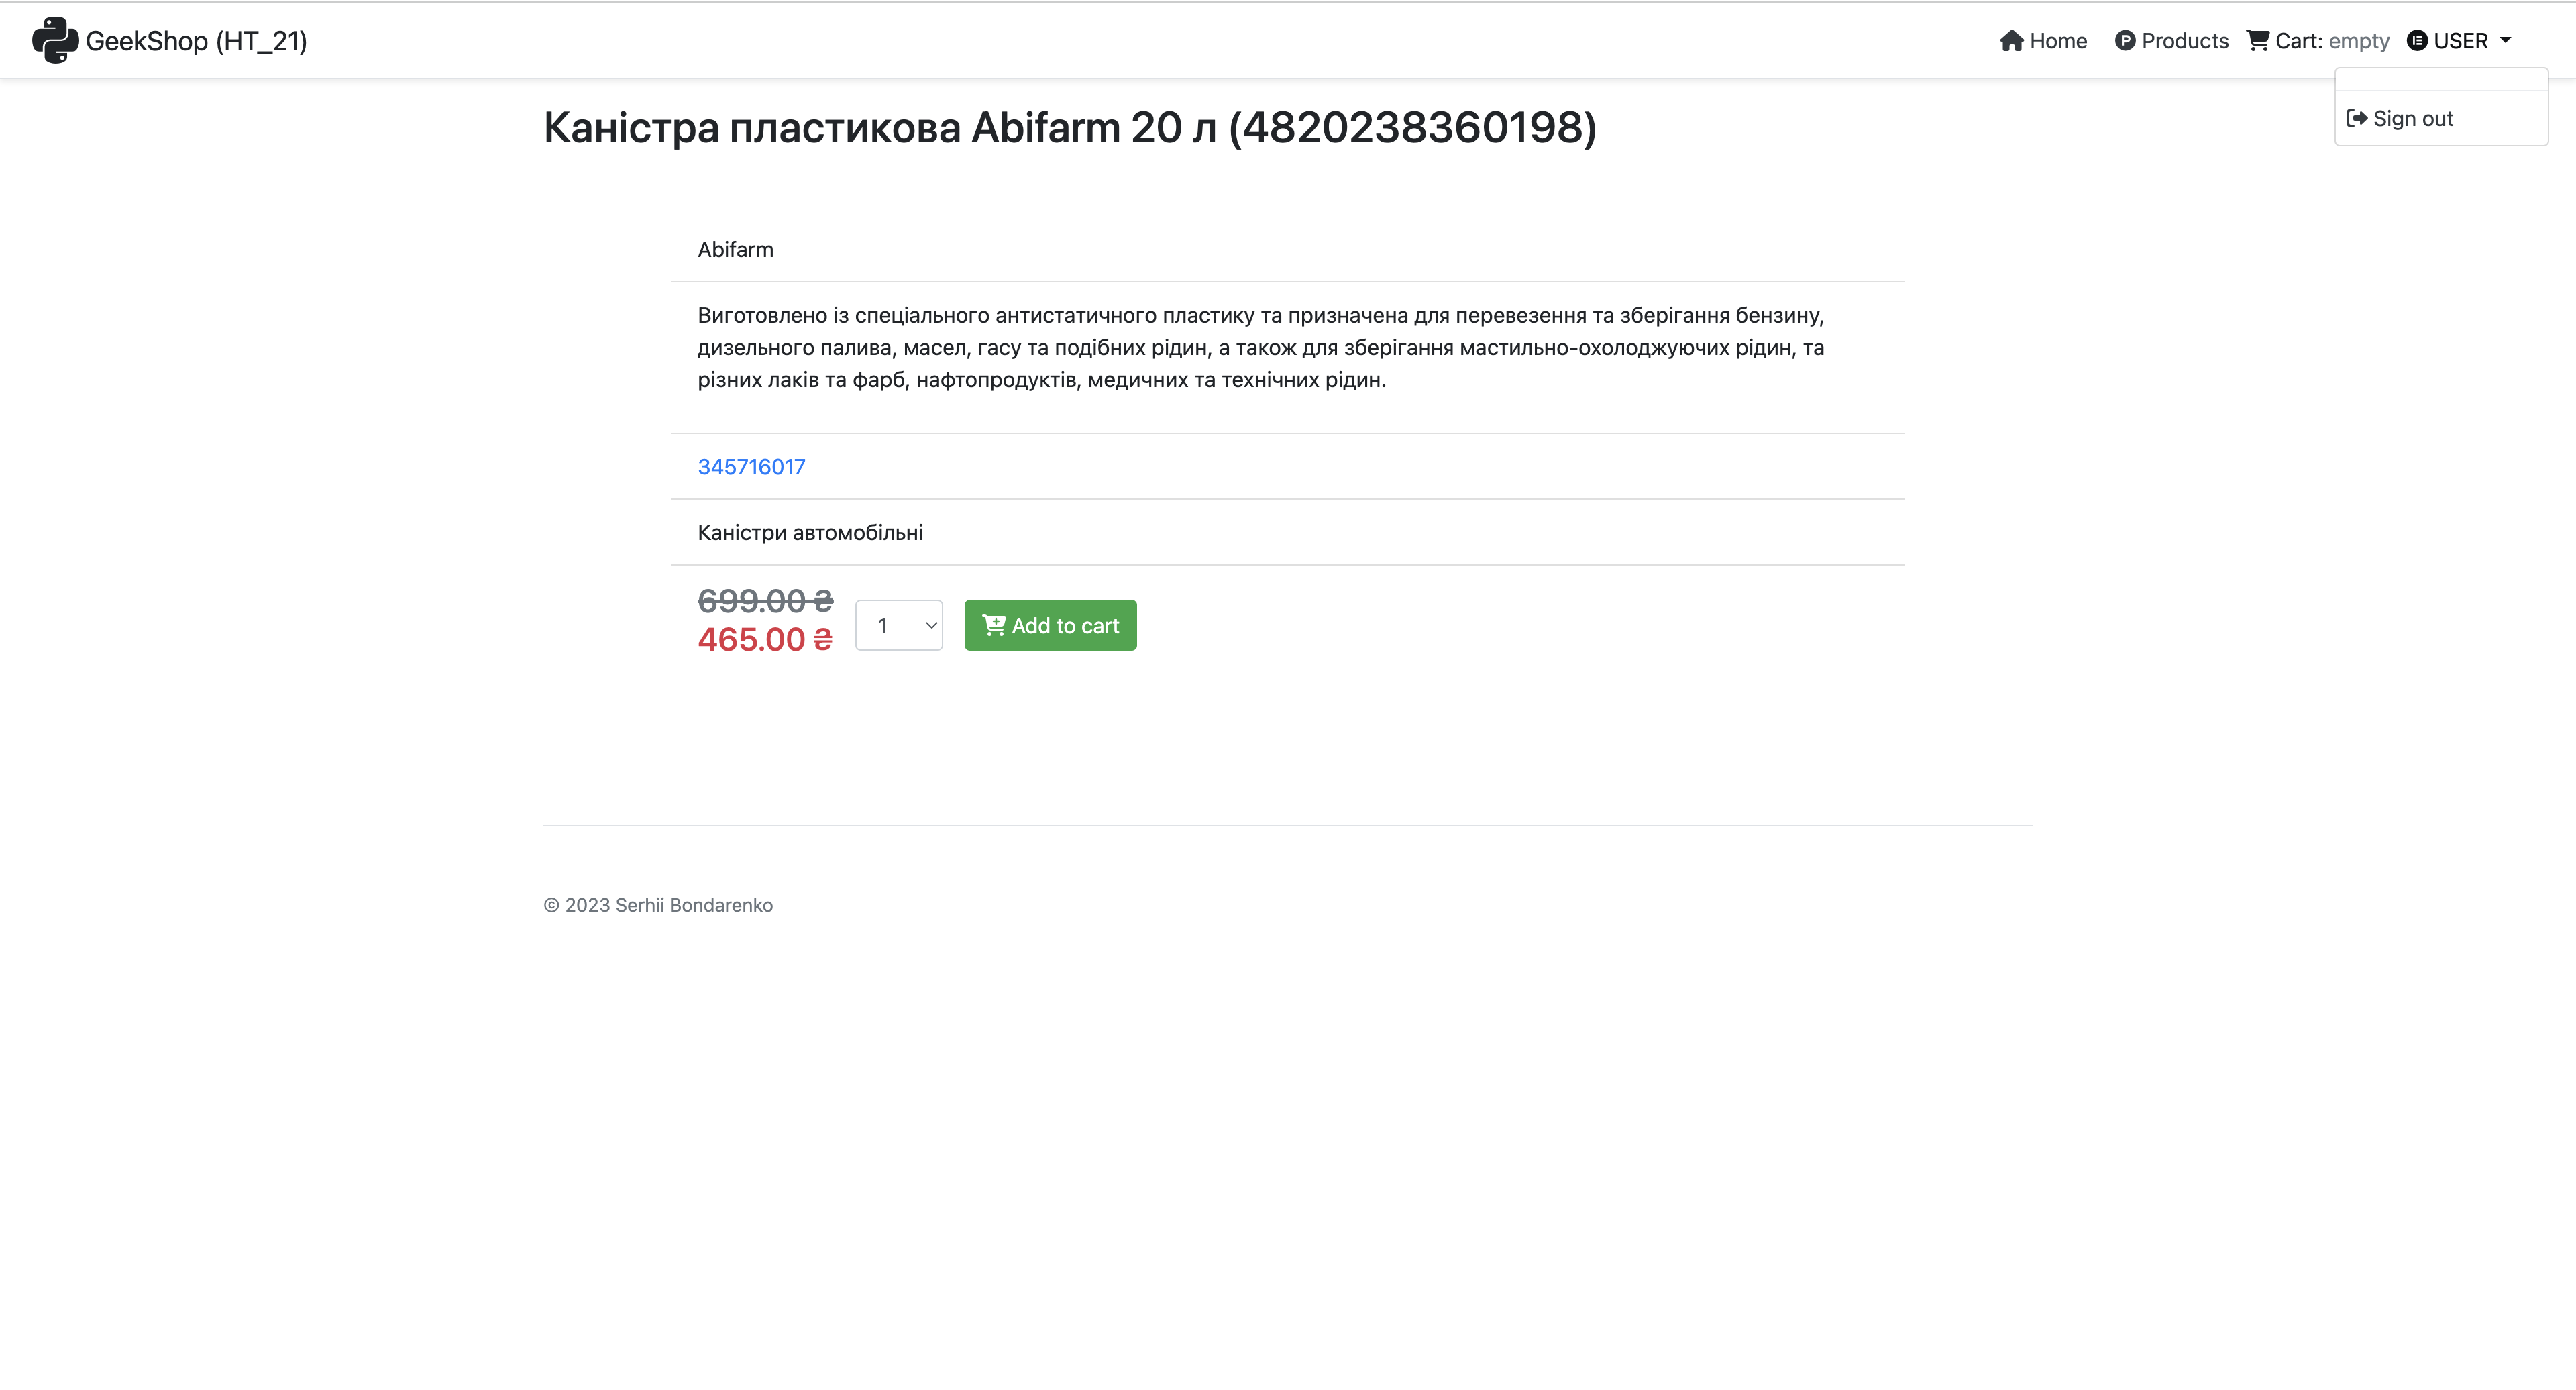 GeekShop (HT_21)
Home
Products
Cart: empty
USER
Sign out
Каністра пластикова Abifarm 20 л (4820238360198)
Abifarm
Виготовлено із спеціального антистатичного пластику та призначена для перевезення та зберігання бензину,
дизельного палива, масел, гасу та подібних рідин, а також для зберігання мастильно-охолоджуючих рідин, та
різних лаків та фарб, нафтопродуктів, медичних та технічних рідин.
345716017
Каністри автомобільні
699.00 ₴
465.00 ₴
1
Add to cart
© 2023 Serhii Bondarenko